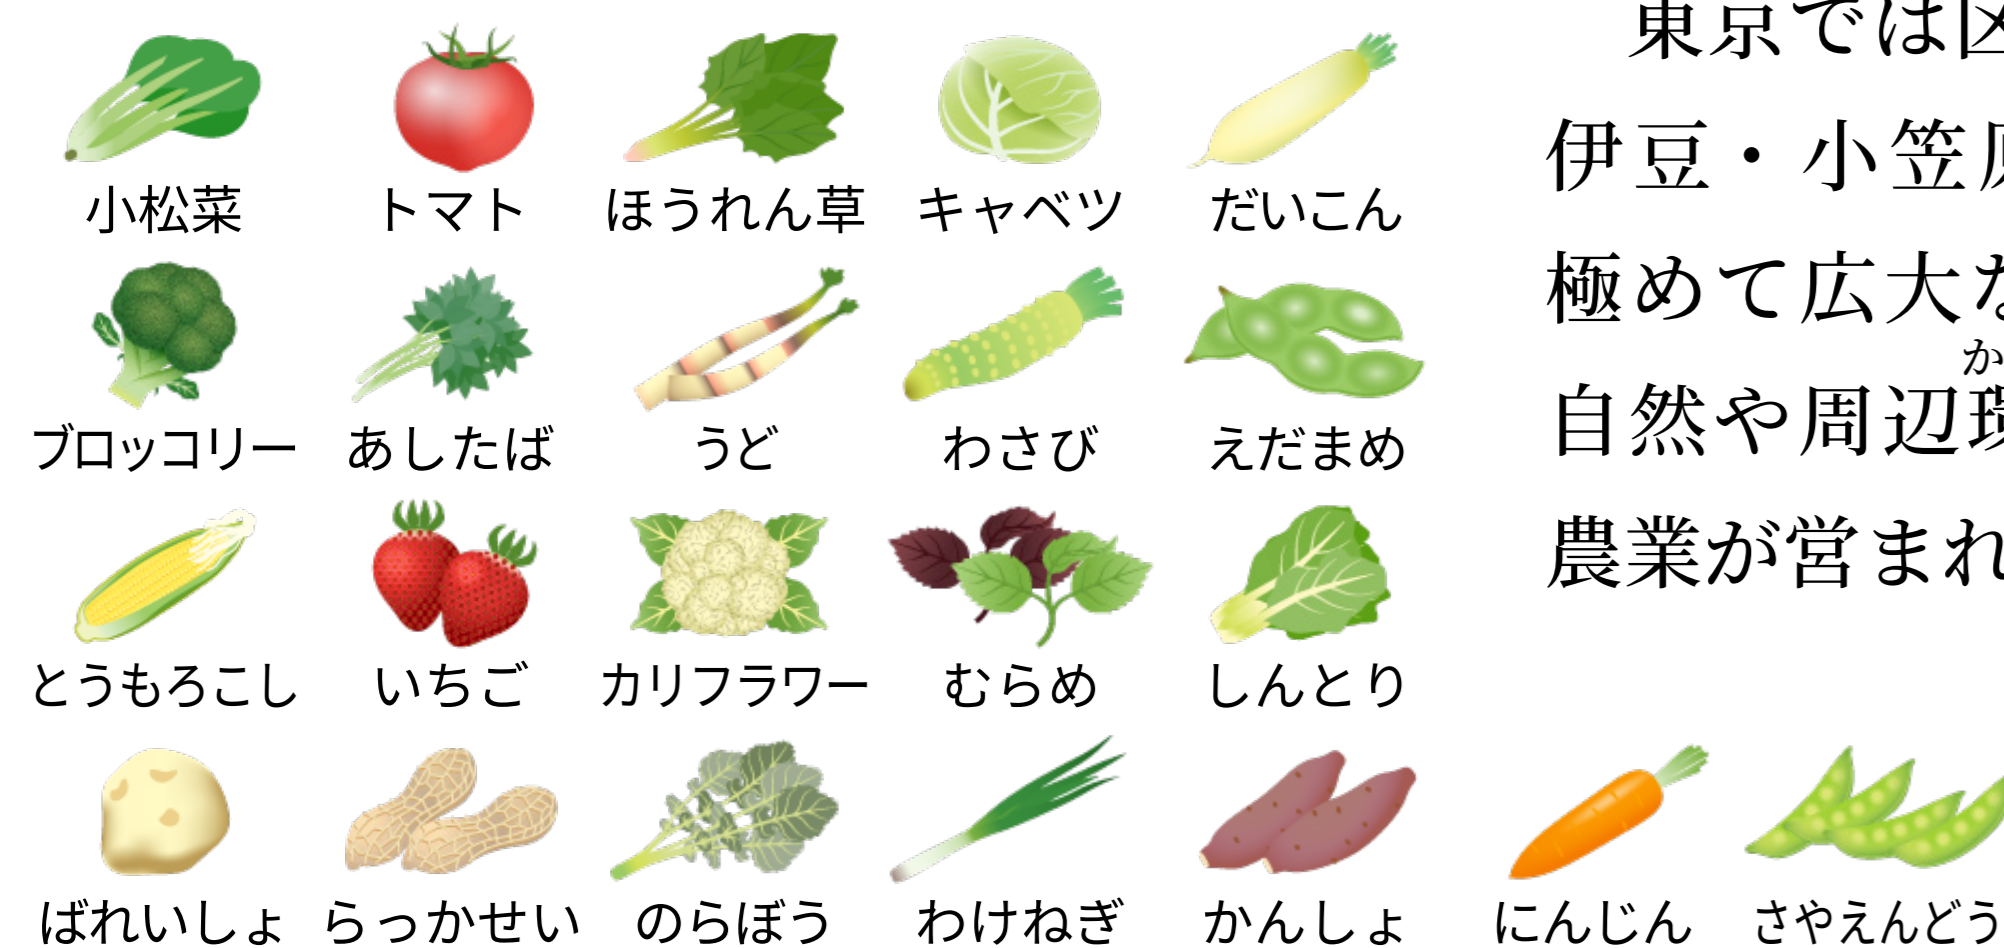 小松菜 トマト ほうれん草 キャベツ だいこん
ブロッコリー あしたば うど わさび えだまめ
とうもろこし いちご カリフラワー むらめ しんとり
ばれいしょ らっかせい のらぼう わけねぎ かんしょ にんじん さやえんどう
東京では区
伊豆・小笠原
極めて広大な
か
自然や周辺環
農業が営まれ